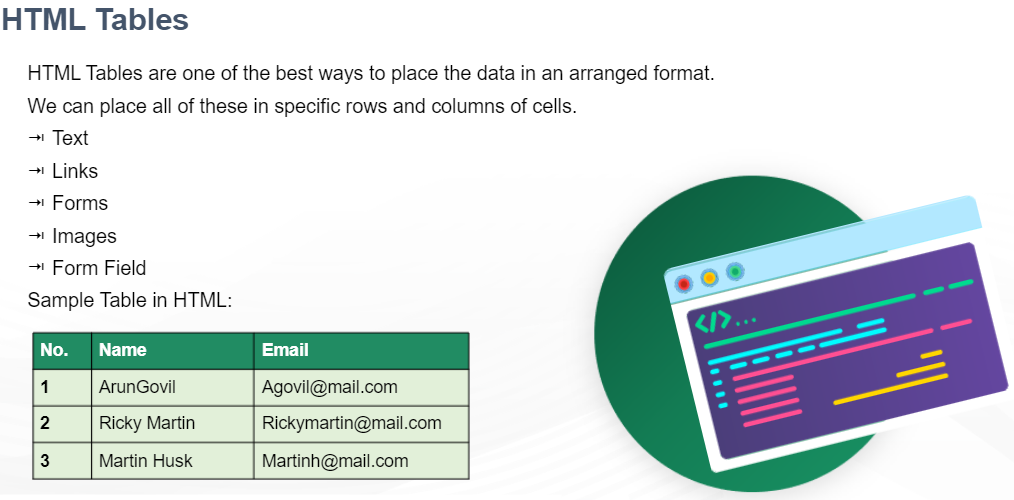 HTML Tables
HTML Tables are one of the best ways to place the data in an arranged format.
We can place all of these in specific rows and columns of cells.
⇥ Text
⇥ Links
⇥ Forms
⇥ Images
⇥ Form Field
Sample Table in HTML:
No. Name Email
1 ArunGovil Agovil@mail.com
2 Ricky Martin Rickymartin@mail.com
3 Martin Husk Martinh@mail.com
</>...